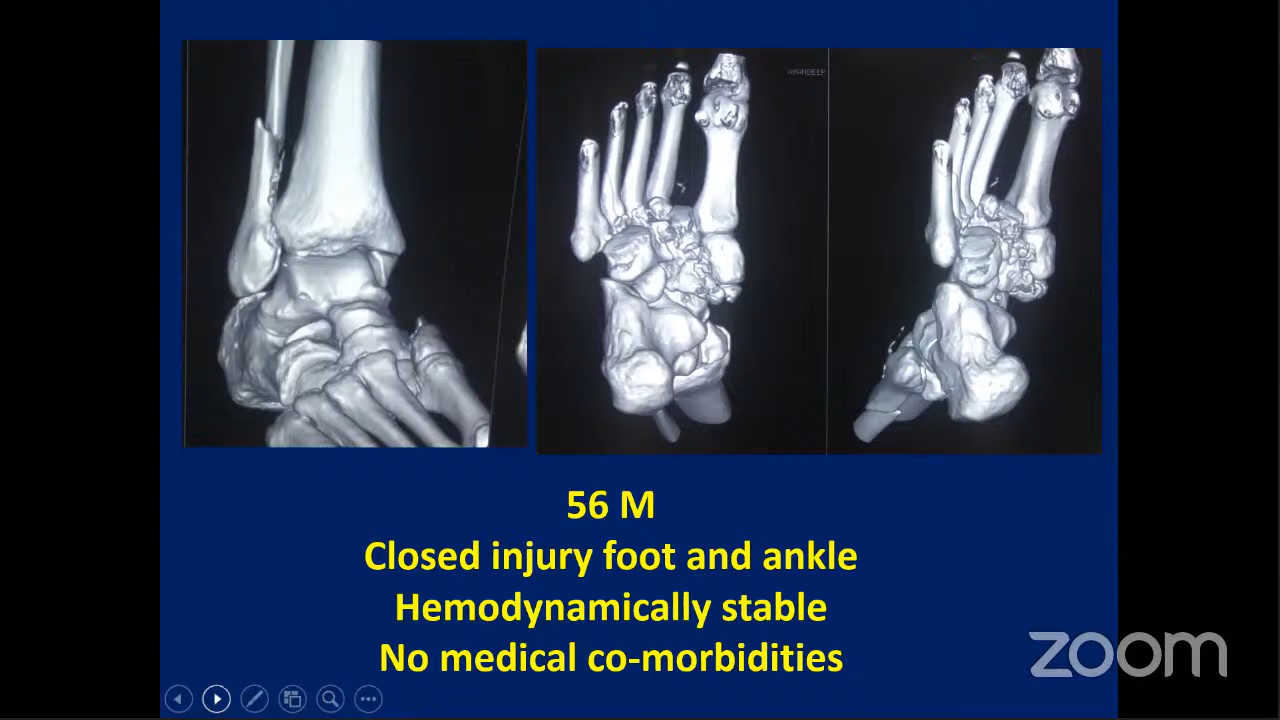 56 M
Closed injury foot and ankle
Hemodynamically stable
No medical co-morbidities
zoom